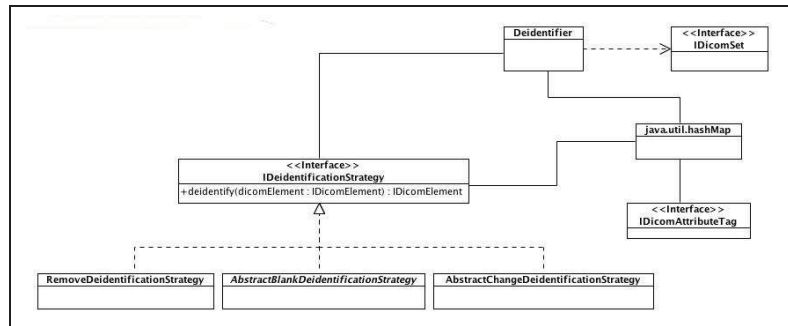 Deidentifier
<<Interface>>
IDicomSet
java.util.hashMap
<<Interface>>
IDeidentificationStrategy
+deidentify(dicomElement : IDicomElement) : IDicomElement
<<Interface>>
IDicomAttributeTag
RemoveDeidentificationStrategy
AbstractBlankDeidentificationStrategy
AbstractChangeDeidentificationStrategy